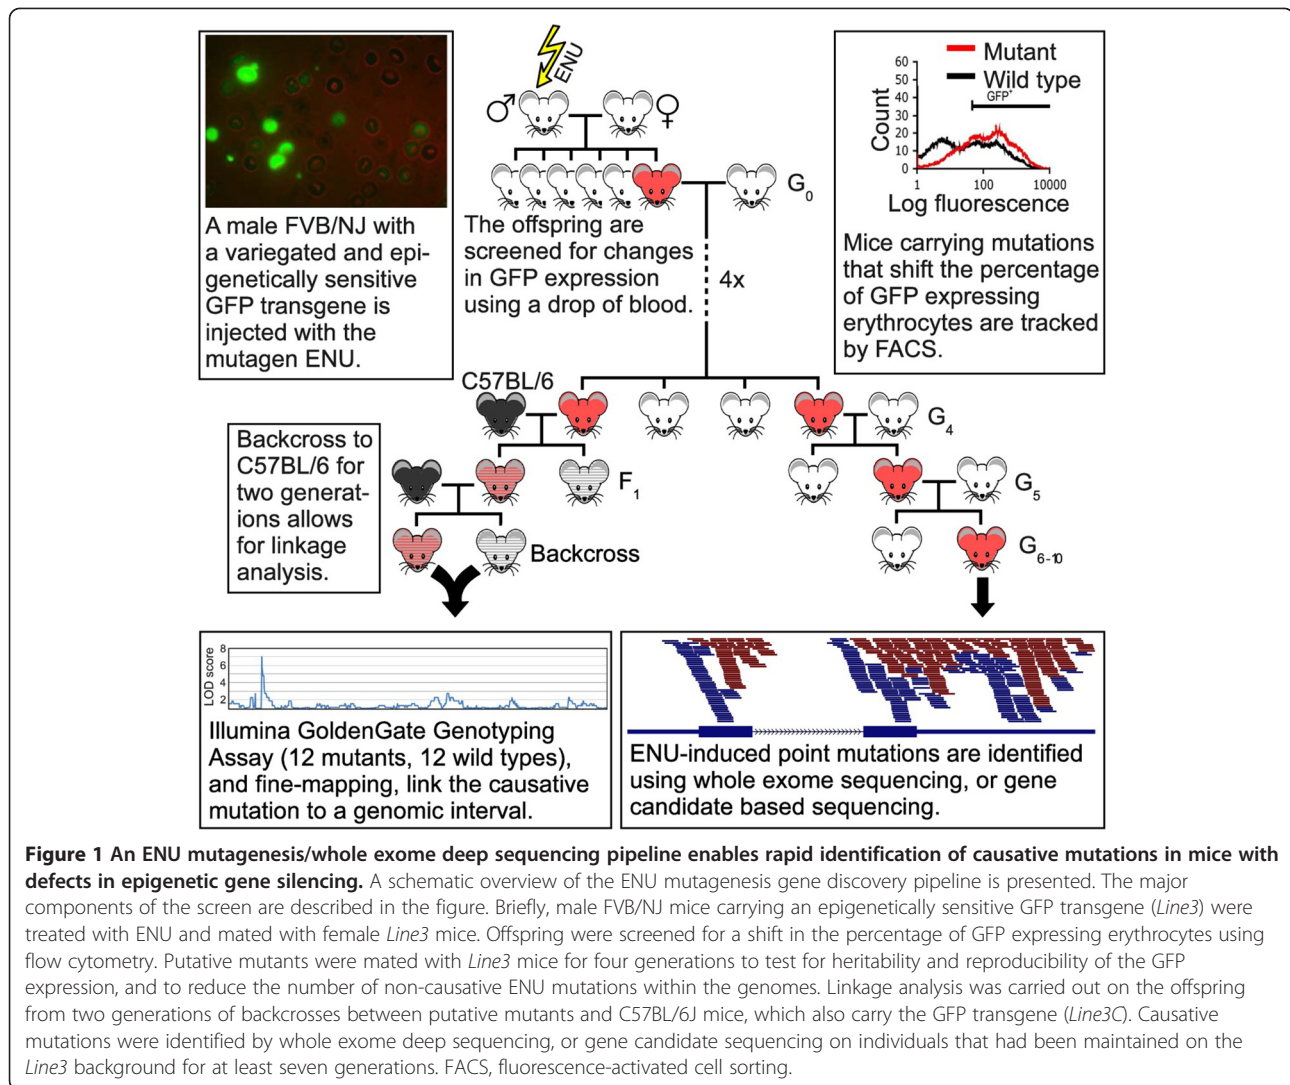 ENU
♂
♀
G0
A male FVB/NJ with
a variegated and epi-
genetically sensitive
GFP transgene is
injected with the
mutagen ENU.
The offspring are
screened for changes
in GFP expression
using a drop of blood.
4x
Mutant
Wild type
GFP+
Count
60
50
40
30
20
10
0
1
100
10000
Log fluorescence
Mice carrying mutations
that shift the percentage
of GFP expressing
erythrocytes are tracked
by FACS.
C57BL/6
G4
Backcross to
C57BL/6 for
two generat-
ions allows
for linkage
analysis.
F1
G5
Backcross
G6-10
LOD score
8
6
4
2
Illumina GoldenGate Genotyping
Assay (12 mutants, 12 wild types),
and fine-mapping, link the causative
mutation to a genomic interval.
ENU-induced point mutations are identified
using whole exome sequencing, or gene
candidate based sequencing.
Figure 1 An ENU mutagenesis/whole exome deep sequencing pipeline enables rapid identification of causative mutations in mice with
defects in epigenetic gene silencing. A schematic overview of the ENU mutagenesis gene discovery pipeline is presented. The major
components of the screen are described in the figure. Briefly, male FVB/NJ mice carrying an epigenetically sensitive GFP transgene (Line3) were
treated with ENU and mated with female Line3 mice. Offspring were screened for a shift in the percentage of GFP expressing erythrocytes using
flow cytometry. Putative mutants were mated with Line3 mice for four generations to test for heritability and reproducibility of the GFP
expression, and to reduce the number of non-causative ENU mutations within the genomes. Linkage analysis was carried out on the offspring
from two generations of backcrosses between putative mutants and C57BL/6J mice, which also carry the GFP transgene (Line3C). Causative
mutations were identified by whole exome deep sequencing, or gene candidate sequencing on individuals that had been maintained on the
Line3 background for at least seven generations. FACS, fluorescence-activated cell sorting.